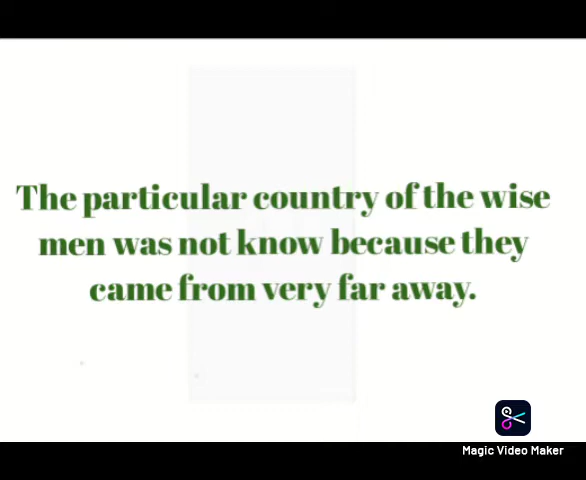 The particular country of the wise
men was not know because they
came from very far away.
Magic Video Maker